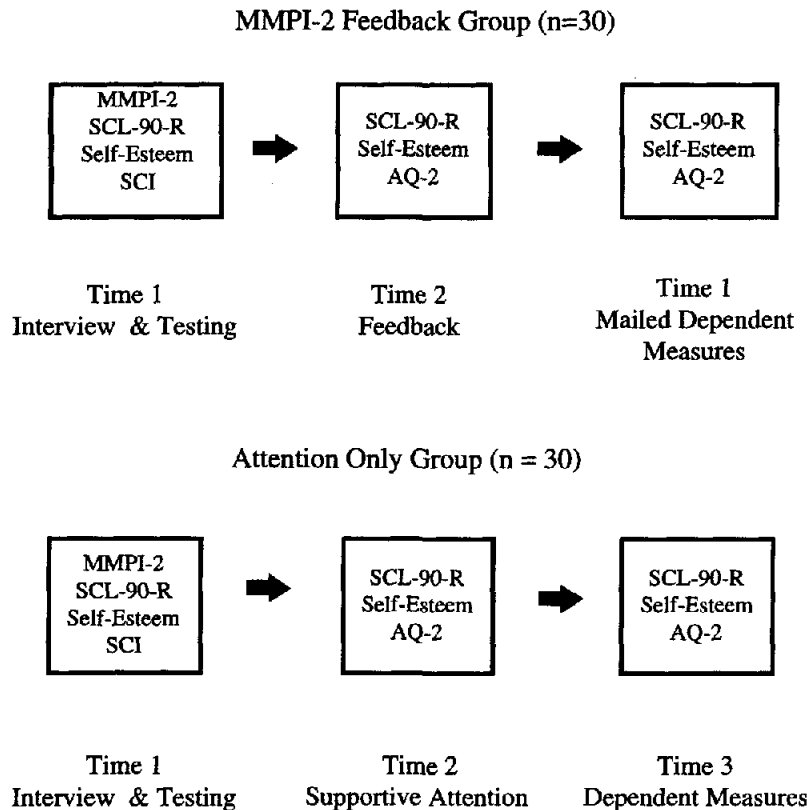 MMPI-2 Feedback Group (n=30)
MMPI-2
SCL-90-R
Self-Esteem
SCI
SCL-90-R
Self-Esteem
AQ-2
SCL-90-R
Self-Esteem
AQ-2
Time 1
Interview & Testing
Time 2
Feedback
Time 1
Mailed Dependent
Measures
Attention Only Group (n = 30)
MMPI-2
SCL-90-R
Self-Esteem
SCI
SCL-90-R
Self-Esteem
AQ-2
SCL-90-R
Self-Esteem
AQ-2
Time 1
Interview & Testing
Time 2
Supportive Attention
Time 3
Dependent Measures